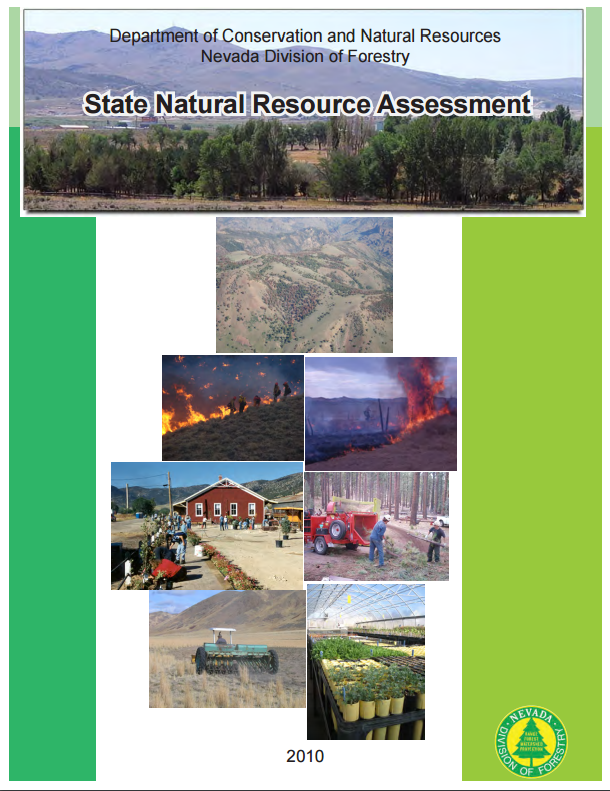 Department of Conservation and Natural Resources
Nevada Division of Forestry
State Natural Resource Assessment
2010
NEVADA
DIVISION OF FORESTRY